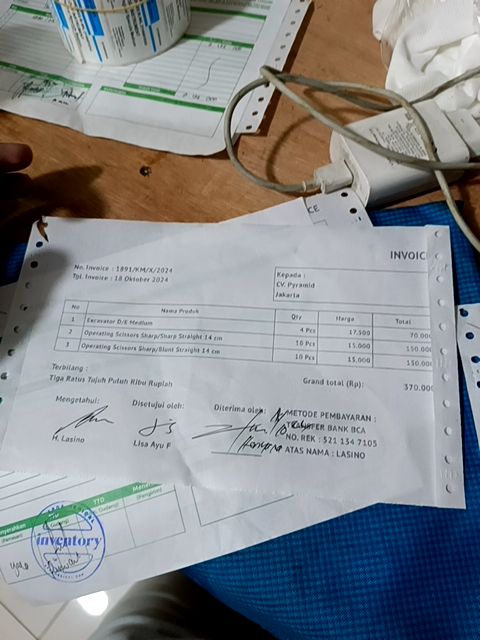 CE
INVOIC
No. Invoice : 1891/KM/X/2024
Tgl. Invoice : 18 Oktober 2024
Kepada :
CV. Pyramid
Jakarta
No Nama Produk Qty Harga Total
1 Excavator D/E Medium 4 Pcs 17.500 70.000
2 Operating Scissors Sharp/Sharp Straight 14 cm 10 Pcs 15.000 150.000
3 Operating Scissors Sharp/Blunt Straight 14 cm 10 Pcs 15.000 150.000
Terbilang : Grand total (Rp): 370.000
Tiga Ratus Tujuh Puluh Ribu Rupiah
Mengetahui: Disetujui oleh: Diterima oleh:
H. Lasino Lisa Ayu F
METODE PEMBAYARAN :
TRANSFER BANK BCA
NO. REK : 521 134 7105
ATAS NAMA : LASINO
YTD
(Gudang)
inventory